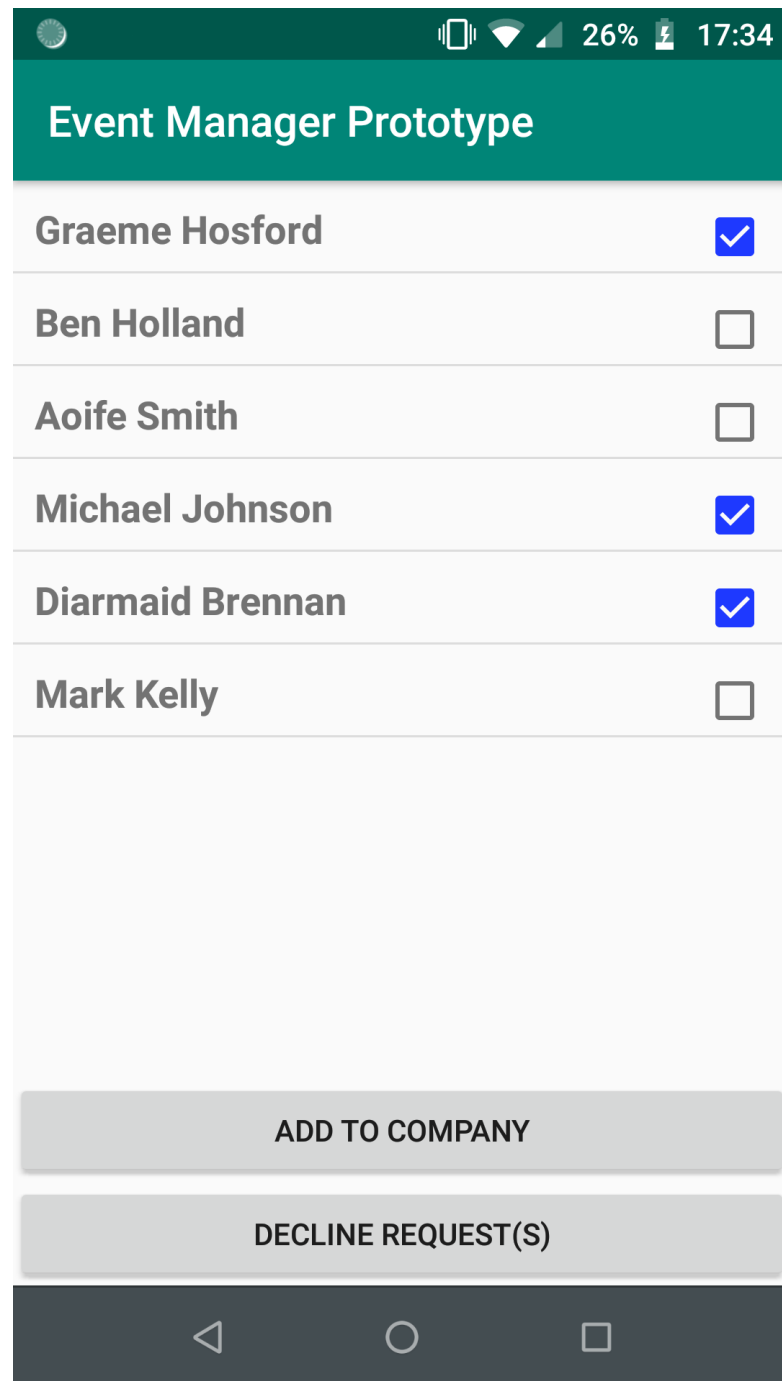 26% 17:34
Event Manager Prototype
Graeme Hosford
Ben Holland
Aoife Smith
Michael Johnson
Diarmaid Brennan
Mark Kelly
ADD TO COMPANY
DECLINE REQUEST(S)